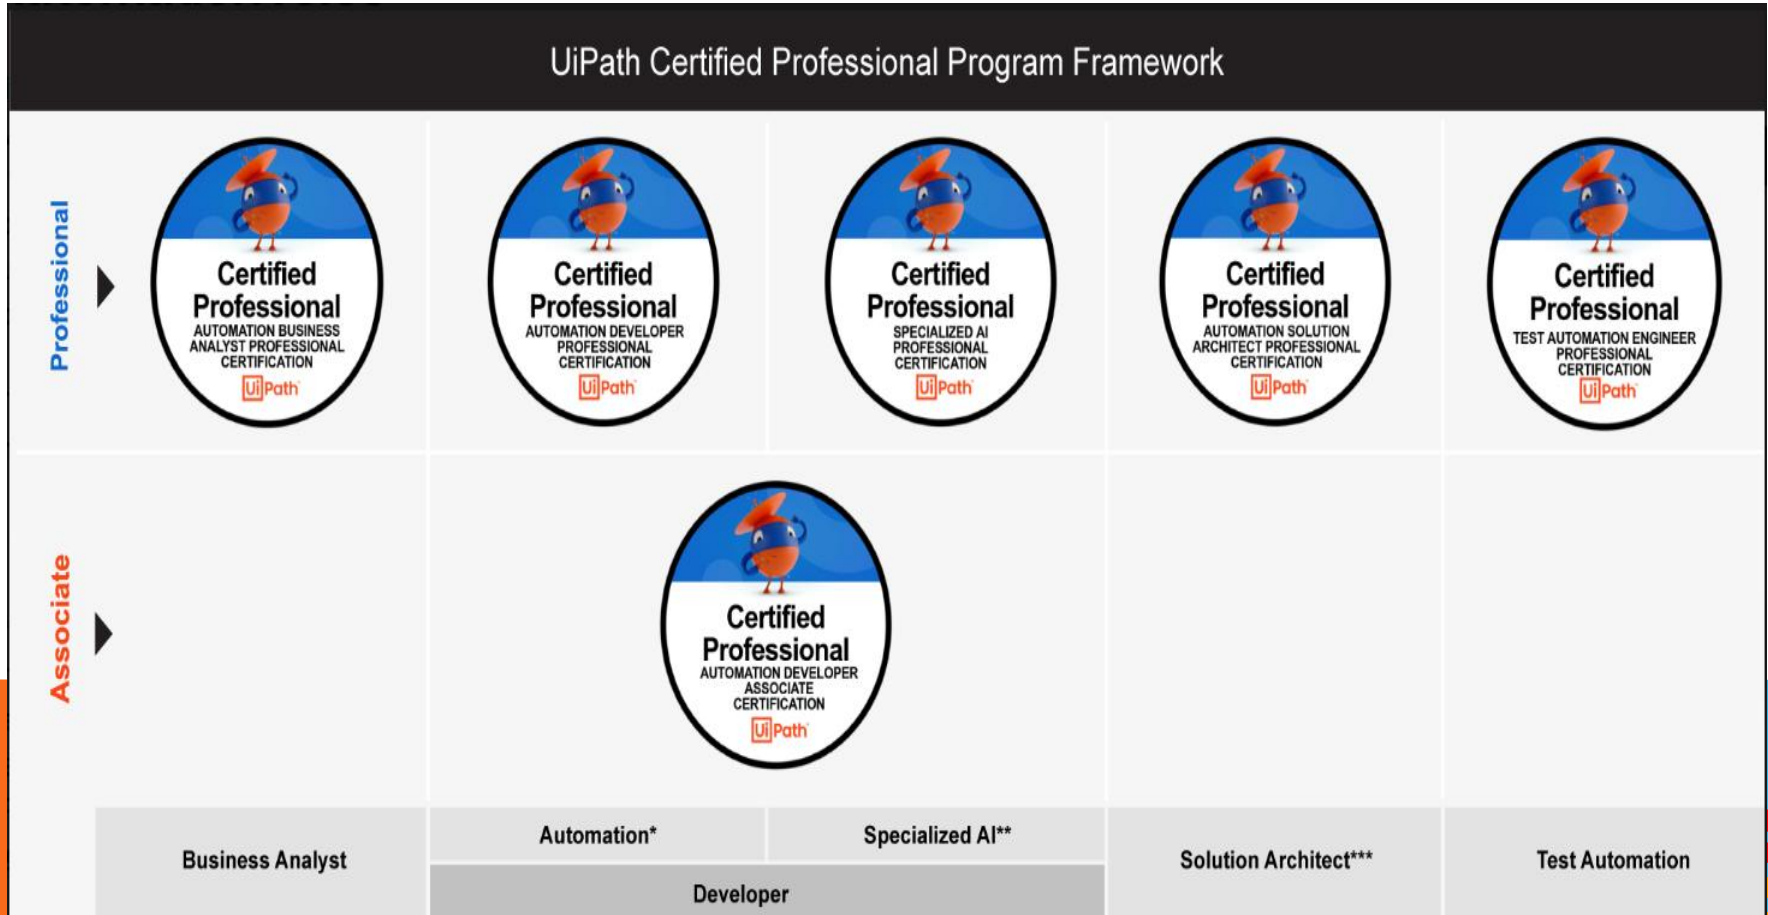 UiPath Certified Professional Program Framework
Professional
Certified
Professional
AUTOMATION BUSINESS
ANALYST PROFESSIONAL
CERTIFICATION
UiPath
Certified
Professional
AUTOMATION DEVELOPER
PROFESSIONAL
CERTIFICATION
UiPath
Certified
Professional
SPECIALIZED AI
PROFESSIONAL
CERTIFICATION
UiPath
Certified
Professional
AUTOMATION SOLUTION
ARCHITECT PROFESSIONAL
CERTIFICATION
UiPath
Certified
Professional
TEST AUTOMATION ENGINEER
PROFESSIONAL
CERTIFICATION
UiPath
Associate
Certified
Professional
AUTOMATION DEVELOPER
ASSOCIATE
CERTIFICATION
UiPath
Business Analyst
Automation*
Specialized AI**
Developer
Solution Architect***
Test Automation